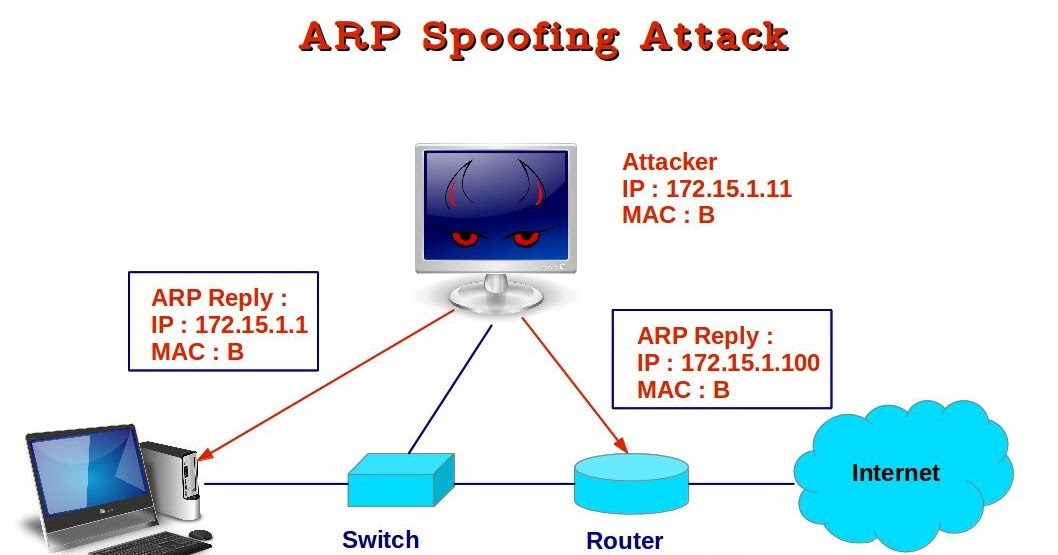 ARP Spoofing Attack
Attacker
IP : 172.15.1.11
MAC : B
ARP Reply :
IP : 172.15.1.1
MAC : B
ARP Reply :
IP : 172.15.1.100
MAC : B
Internet
Switch
Router